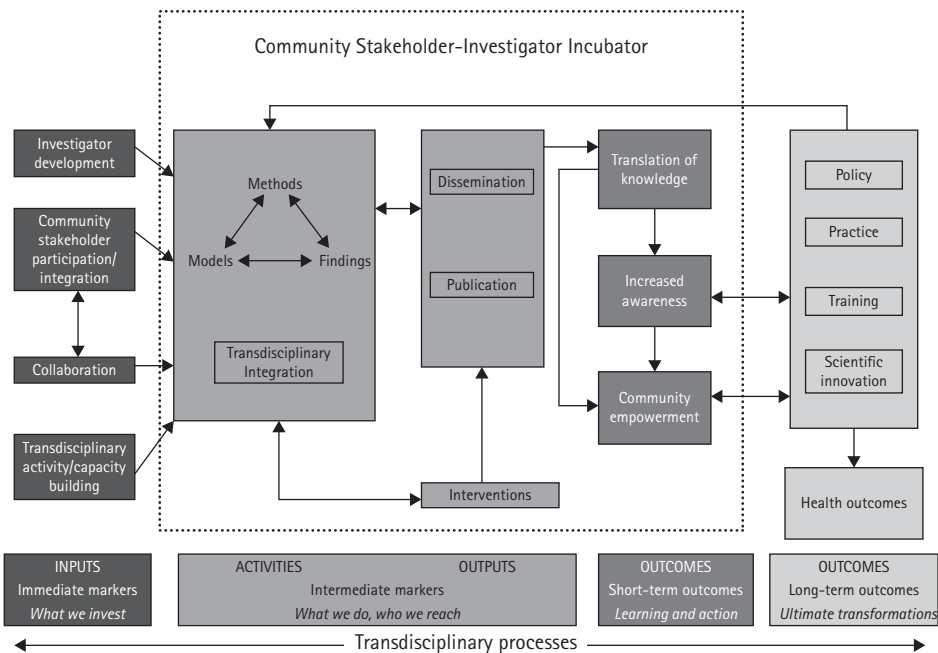 Community Stakeholder-Investigator Incubator
Investigator
development
Community
stakeholder
participation/
integration
Collaboration
Transdisciplinary
activity/capacity
building
Methods
Models
Findings
Transdisciplinary
Integration
Dissemination
Publication
Interventions
Translation of
knowledge
Increased
awareness
Community
empowerment
Policy
Practice
Training
Scientific
innovation
Health outcomes
INPUTS
Immediate markers
What we invest
ACTIVITIES
OUTPUTS
Intermediate markers
What we do, who we reach
OUTCOMES
Short-term outcomes
Learning and action
OUTCOMES
Long-term outcomes
Ultimate transformations
Transdisciplinary processes